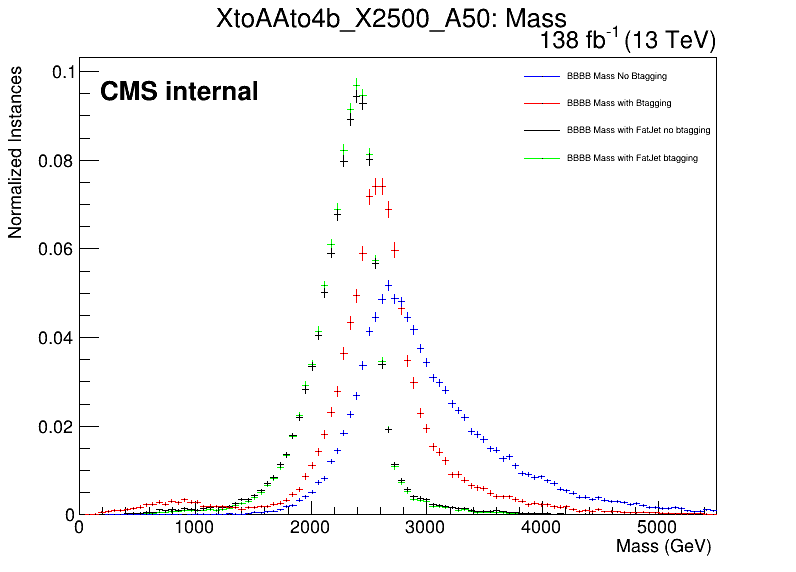 XtoAAto4b_X2500_A50: Mass
138 fb-1 (13 TeV)
CMS internal
BBBB Mass No Btagging
BBBB Mass with Btagging
BBBB Mass with FatJet no btagging
BBBB Mass with FatJet btagging
Normalized Instances
0.1
0.08
0.06
0.04
0.02
0
0 1000 2000 3000 4000 5000
Mass (GeV)